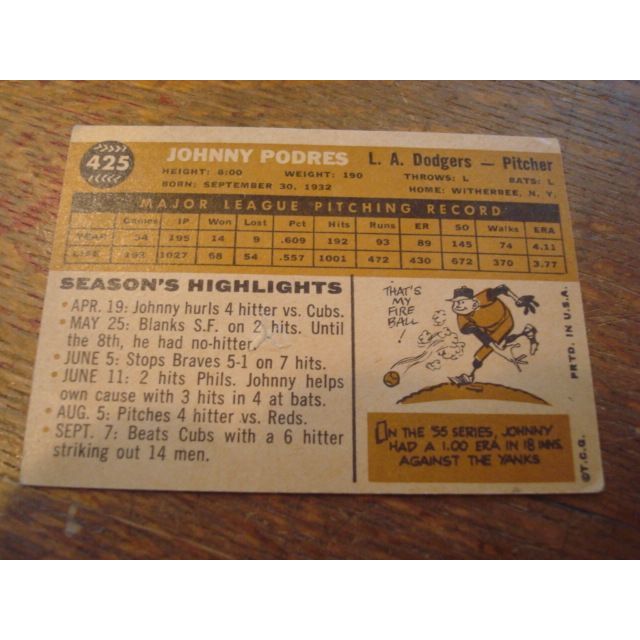 425
JOHNNY PODRES L. A. Dodgers — Pitcher
HEIGHT: 6:00 WEIGHT: 190 THROWS: L BATS: L
BORN: SEPTEMBER 30, 1932 HOME: WITHERBEE, N. Y.
MAJOR LEAGUE PITCHING RECORD
Games IP Won Lost Pct Hits Runs ER SO Walks ERA
YEAR 34 195 14 9 .609 192 93 89 145 74 4.11
LIFE 193 1027 68 54 .557 1001 472 430 672 370 3.77
SEASON'S HIGHLIGHTS
• APR. 19: Johnny hurls 4 hitter vs. Cubs.
• MAY 25: Blanks S.F. on 2 hits. Until
the 8th, he had no-hitter.
• JUNE 5: Stops Braves 5-1 on 7 hits.
• JUNE 11: 2 hits Phils. Johnny helps
own cause with 3 hits in 4 at bats.
• AUG. 5: Pitches 4 hitter vs. Reds.
• SEPT. 7: Beats Cubs with a 6 hitter
striking out 14 men.
THAT'S
MY
FIRE
BALL
!
IN THE '55 SERIES, JOHNNY
HAD A 1.00 ERA IN 18 INNS.
AGAINST THE YANKS
©T.C.G. PRTD. IN U.S.A.